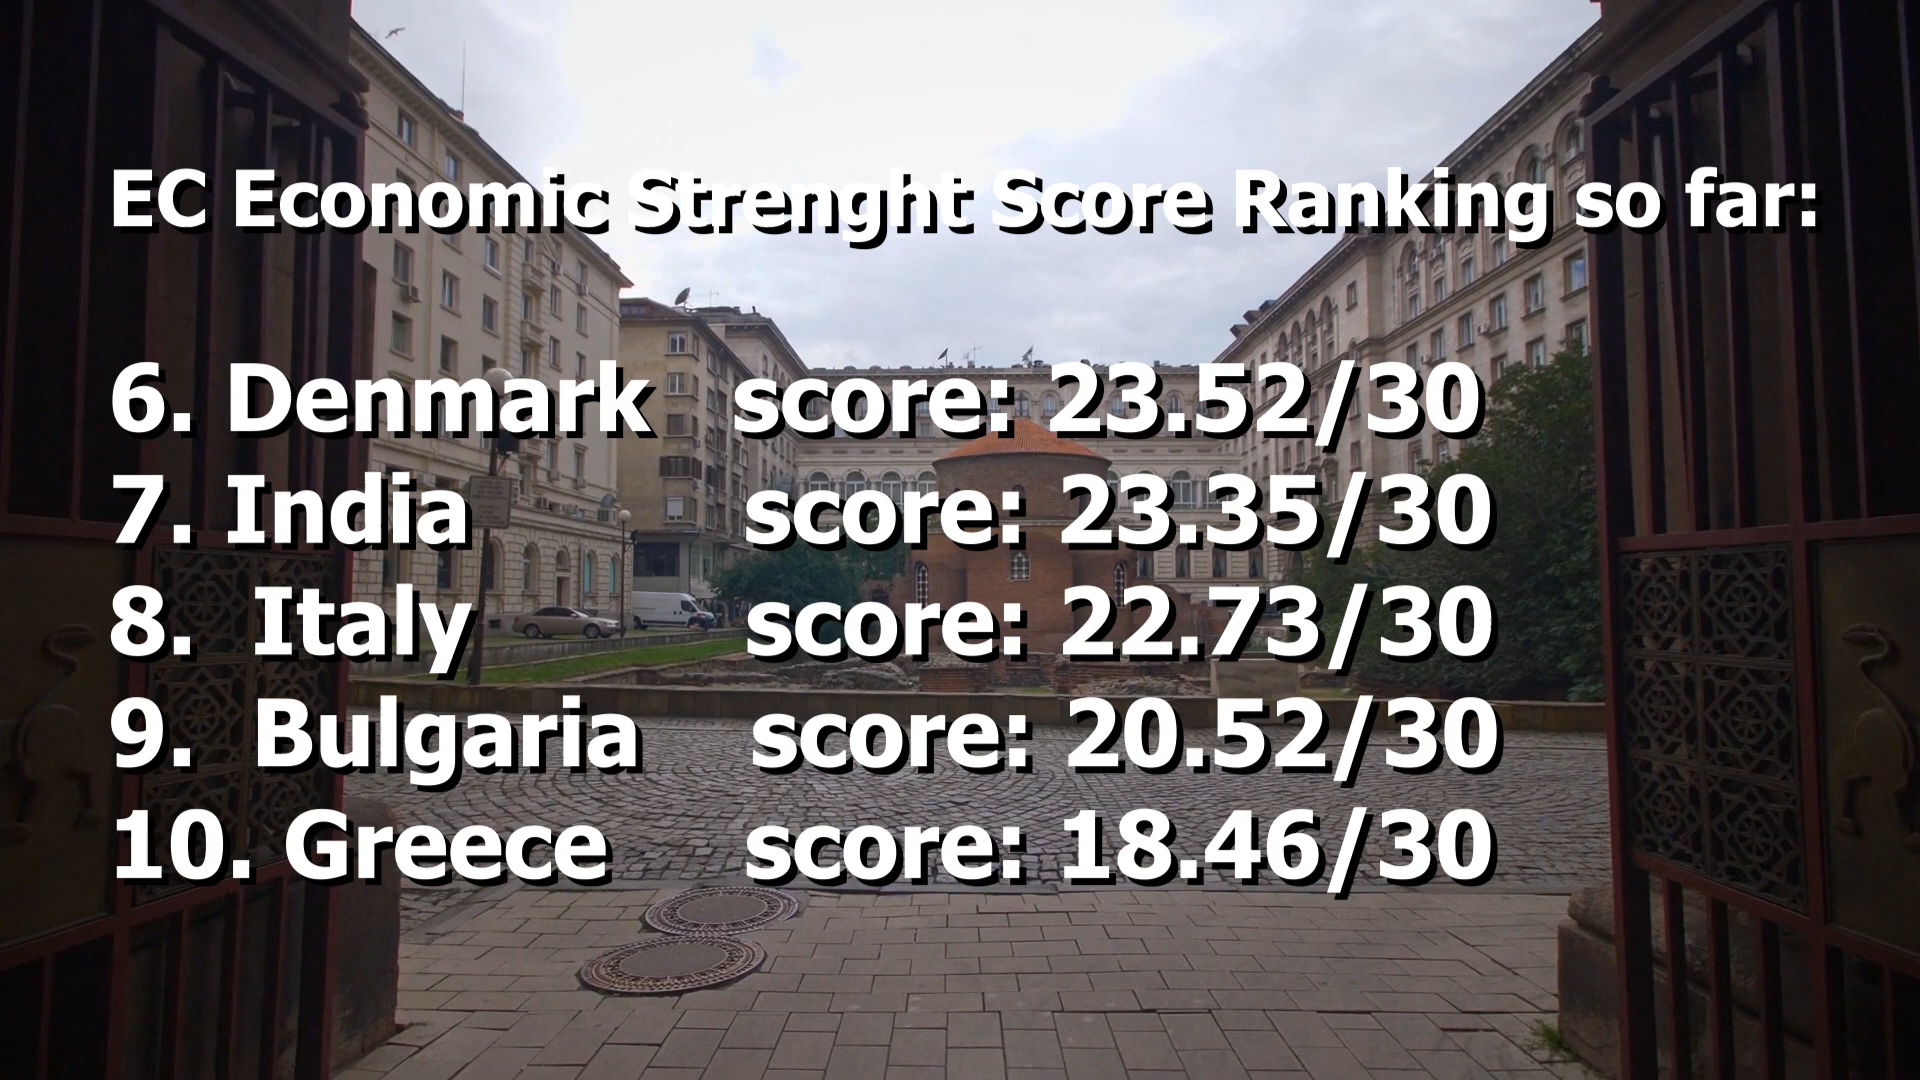 EC Economic Strenght Score Ranking so far:
6. Denmark score: 23.52/30
7. India score: 23.35/30
8. Italy score: 22.73/30
9. Bulgaria score: 20.52/30
10. Greece score: 18.46/30